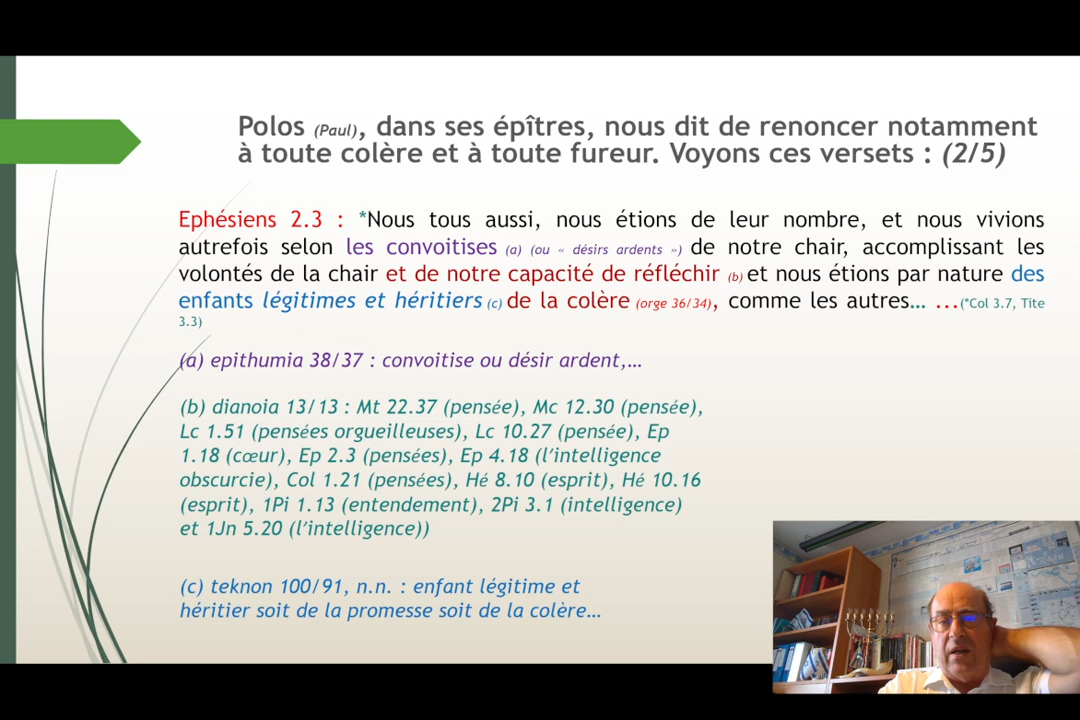 Polos (Paul), dans ses épîtres, nous dit de renoncer notamment
à toute colère et à toute fureur. Voyons ces versets : (2/5)
Ephésiens 2.3 : *Nous tous aussi, nous étions de leur nombre, et nous vivions
autrefois selon les convoitises (a) (ou « désirs ardents ») de notre chair, accomplissant les
volontés de la chair et de notre capacité de réfléchir (b) et nous étions par nature des
enfants légitimes et héritiers (c) de la colère (orge 36/34), comme les autres… ...(*Col 3.7, Tite
3.3)
(a) epithumia 38/37 : convoitise ou désir ardent,…
(b) dianoia 13/13 : Mt 22.37 (pensée), Mc 12.30 (pensée),
Lc 1.51 (pensées orgueilleuses), Lc 10.27 (pensée), Ep
1.18 (cœur), Ep 2.3 (pensées), Ep 4.18 (l’intelligence
obscurcie), Col 1.21 (pensées), Hé 8.10 (esprit), Hé 10.16
(esprit), 1Pi 1.13 (entendement), 2Pi 3.1 (intelligence)
et 1Jn 5.20 (l’intelligence))
(c) teknon 100/91, n.n. : enfant légitime et
héritier soit de la promesse soit de la colère…